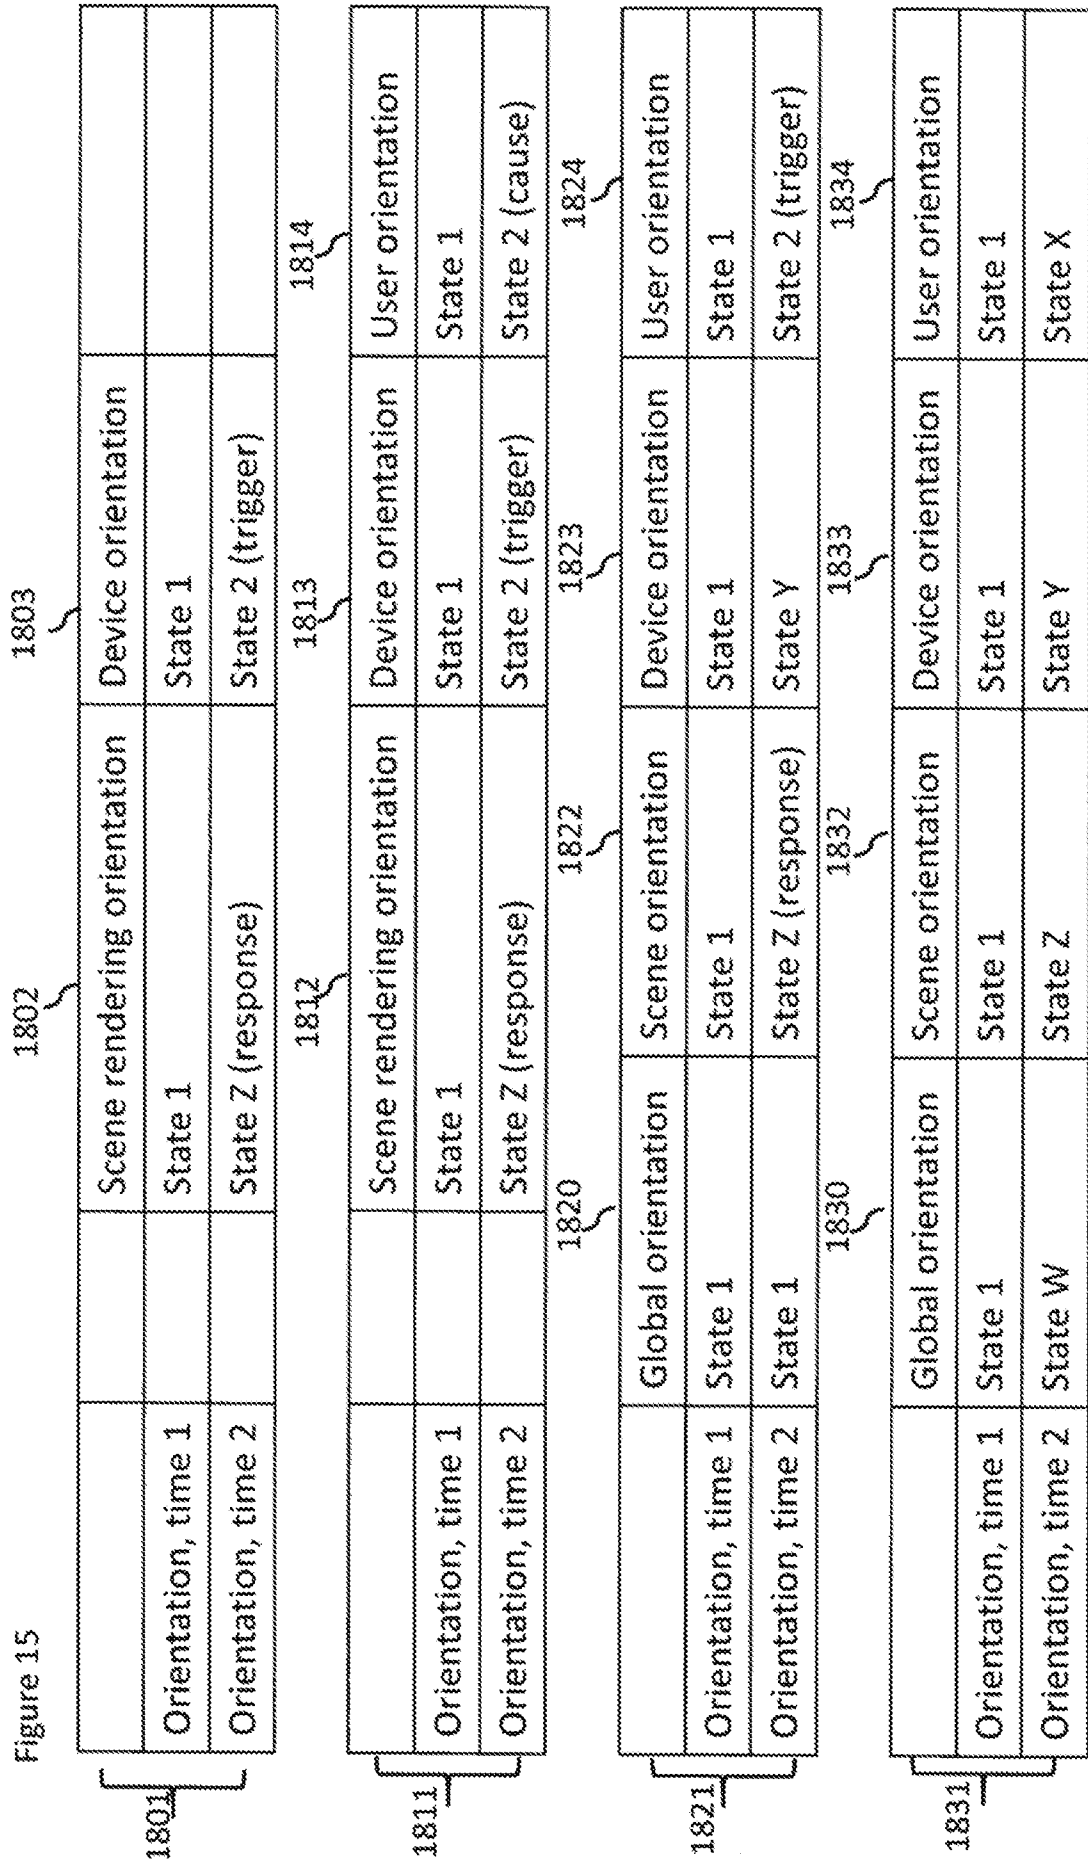 Figure 15
1802 1803
Scene rendering orientation Device orientation
1801 Orientation, time 1 State 1 State 1
Orientation, time 2 State Z (response) State 2 (trigger)
1812 1813 1814
Scene rendering orientation Device orientation User orientation
1811 Orientation, time 1 State 1 State 1 State 1
Orientation, time 2 State Z (response) State 2 (trigger) State 2 (cause)
1820 1822 1823 1824
Global orientation Scene orientation Device orientation User orientation
1821 Orientation, time 1 State 1 State 1 State 1 State 1
Orientation, time 2 State 1 State Z (response) State Y State 2 (trigger)
1830 1832 1833 1834
Global orientation Scene orientation Device orientation User orientation
1831 Orientation, time 1 State 1 State 1 State 1 State 1
Orientation, time 2 State W State Z State Y State X